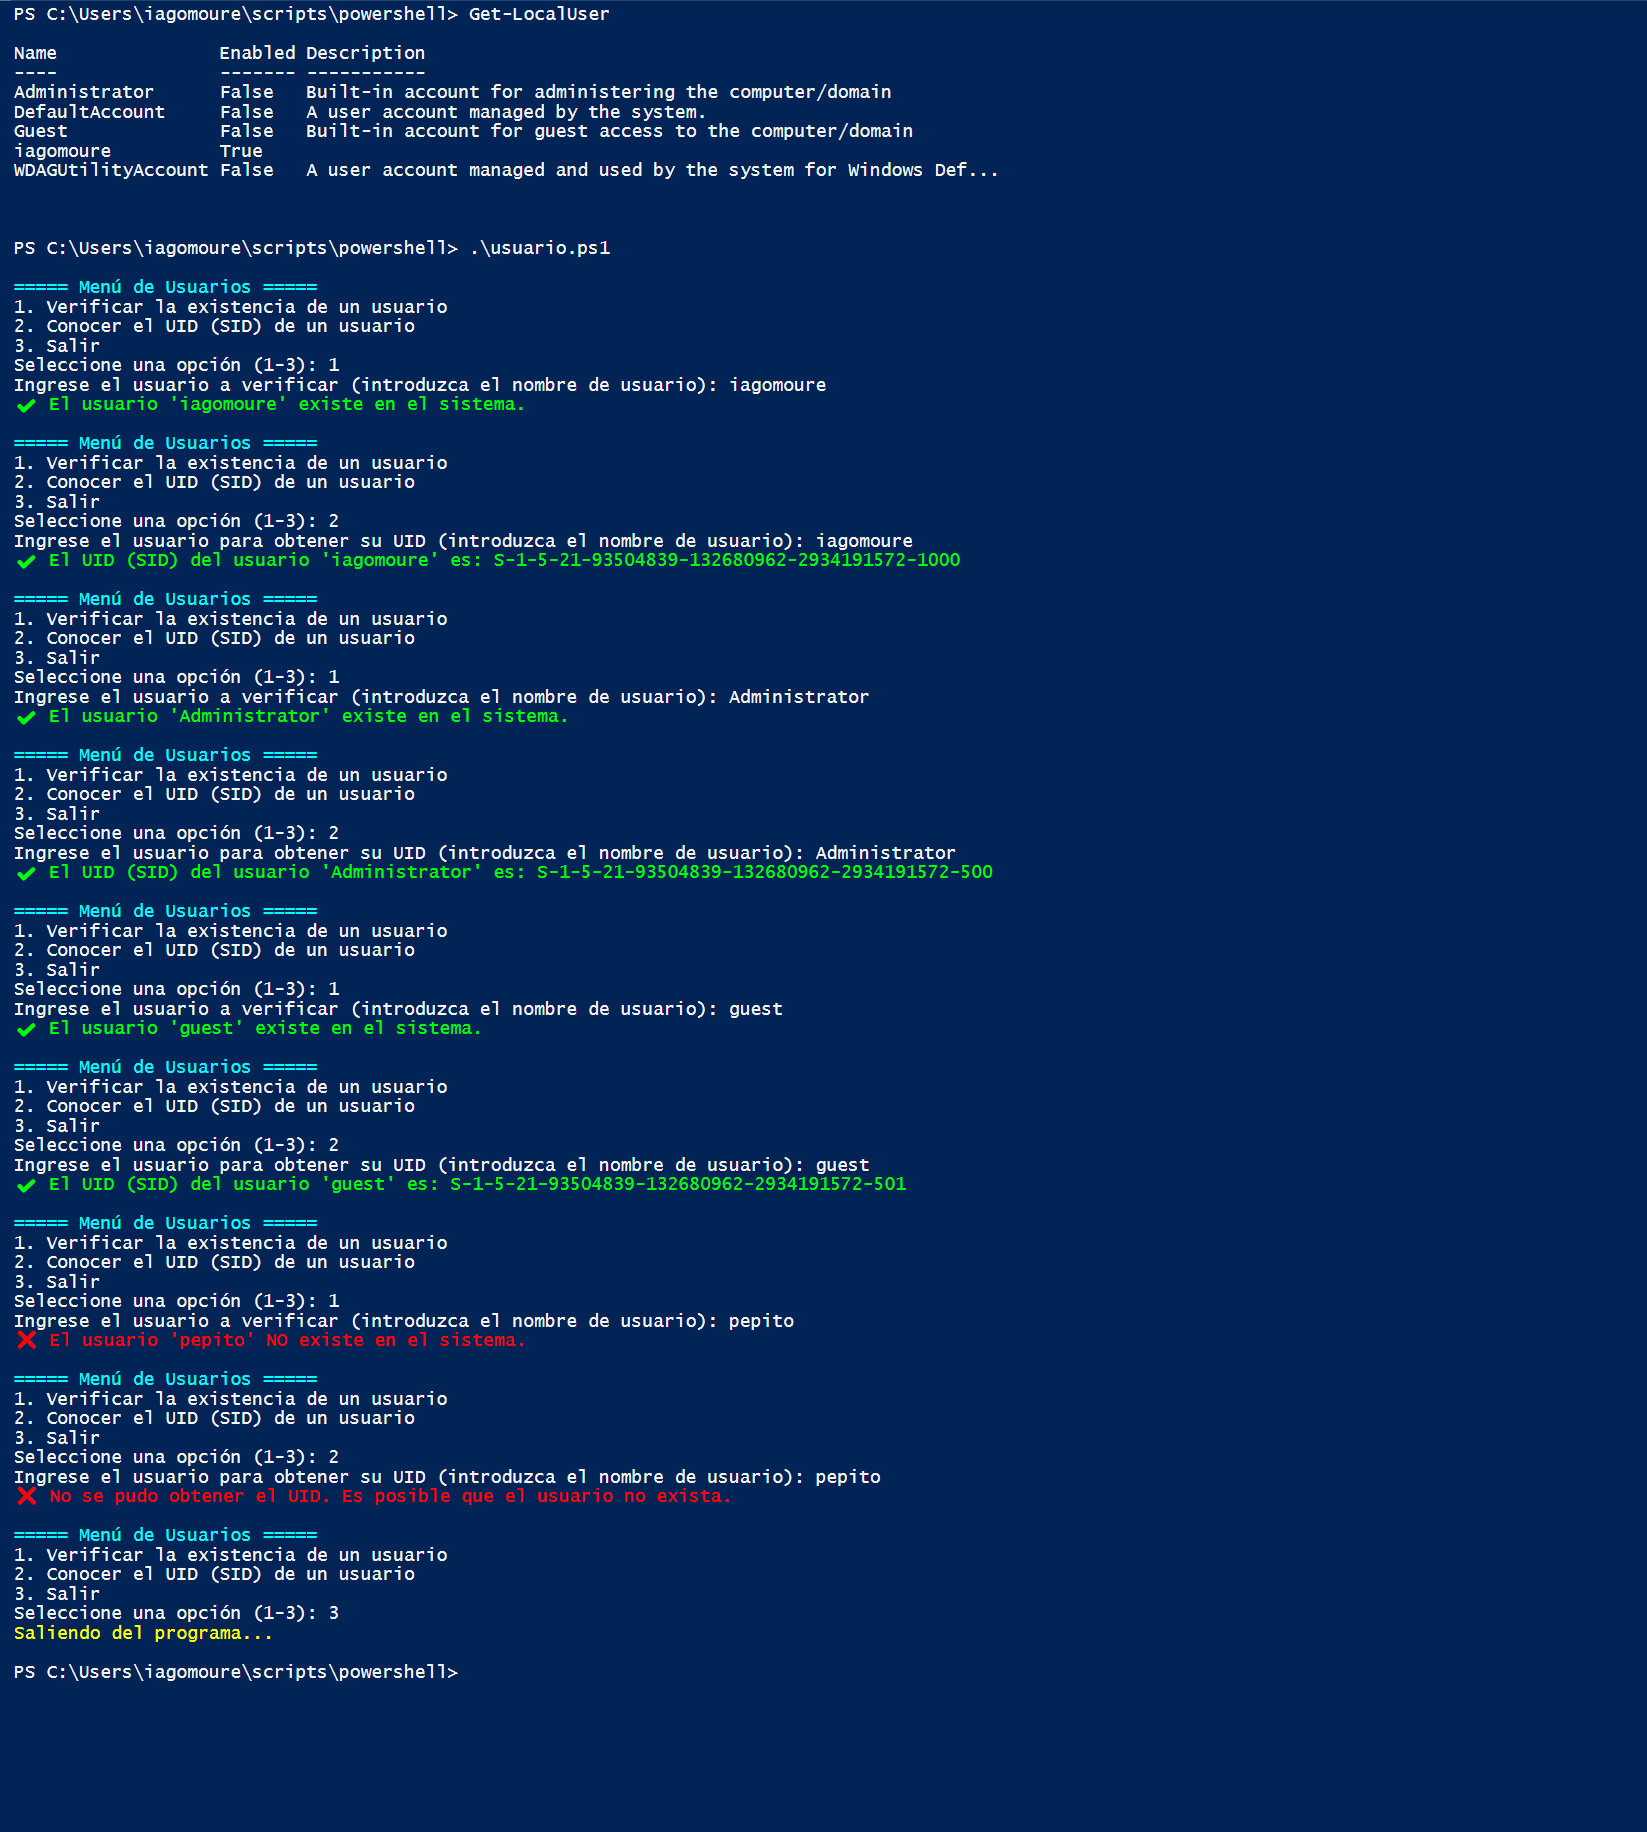 PS C:\Users\iagomoure\scripts\powershell> Get-LocalUser
Name Enabled Description
---- ------- -----------
Administrator False Built-in account for administering the computer/domain
DefaultAccount False A user account managed by the system.
Guest False Built-in account for guest access to the computer/domain
iagomoure True
WDAGUtilityAccount False A user account managed and used by the system for Windows Def...
PS C:\Users\iagomoure\scripts\powershell> .\usuario.ps1
===== Menú de Usuarios =====
1. Verificar la existencia de un usuario
2. Conocer el UID (SID) de un usuario
3. Salir
Seleccione una opción (1-3): 1
Ingrese el usuario a verificar (introduzca el nombre de usuario): iagomoure
✔ El usuario 'iagomoure' existe en el sistema.
===== Menú de Usuarios =====
1. Verificar la existencia de un usuario
2. Conocer el UID (SID) de un usuario
3. Salir
Seleccione una opción (1-3): 2
Ingrese el usuario para obtener su UID (introduzca el nombre de usuario): iagomoure
✔ El UID (SID) del usuario 'iagomoure' es: S-1-5-21-93504839-132680962-2934191572-1000
===== Menú de Usuarios =====
1. Verificar la existencia de un usuario
2. Conocer el UID (SID) de un usuario
3. Salir
Seleccione una opción (1-3): 1
Ingrese el usuario a verificar (introduzca el nombre de usuario): Administrator
✔ El usuario 'Administrator' existe en el sistema.
===== Menú de Usuarios =====
1. Verificar la existencia de un usuario
2. Conocer el UID (SID) de un usuario
3. Salir
Seleccione una opción (1-3): 2
Ingrese el usuario para obtener su UID (introduzca el nombre de usuario): Administrator
✔ El UID (SID) del usuario 'Administrator' es: S-1-5-21-93504839-132680962-2934191572-500
===== Menú de Usuarios =====
1. Verificar la existencia de un usuario
2. Conocer el UID (SID) de un usuario
3. Salir
Seleccione una opción (1-3): 1
Ingrese el usuario a verificar (introduzca el nombre de usuario): guest
✔ El usuario 'guest' existe en el sistema.
===== Menú de Usuarios =====
1. Verificar la existencia de un usuario
2. Conocer el UID (SID) de un usuario
3. Salir
Seleccione una opción (1-3): 2
Ingrese el usuario para obtener su UID (introduzca el nombre de usuario): guest
✔ El UID (SID) del usuario 'guest' es: S-1-5-21-93504839-132680962-2934191572-501
===== Menú de Usuarios =====
1. Verificar la existencia de un usuario
2. Conocer el UID (SID) de un usuario
3. Salir
Seleccione una opción (1-3): 1
Ingrese el usuario a verificar (introduzca el nombre de usuario): pepito
❌ El usuario 'pepito' NO existe en el sistema.
===== Menú de Usuarios =====
1. Verificar la existencia de un usuario
2. Conocer el UID (SID) de un usuario
3. Salir
Seleccione una opción (1-3): 2
Ingrese el usuario para obtener su UID (introduzca el nombre de usuario): pepito
❌ No se pudo obtener el UID. Es posible que el usuario no exista.
===== Menú de Usuarios =====
1. Verificar la existencia de un usuario
2. Conocer el UID (SID) de un usuario
3. Salir
Seleccione una opción (1-3): 3
Saliendo del programa...
PS C:\Users\iagomoure\scripts\powershell>